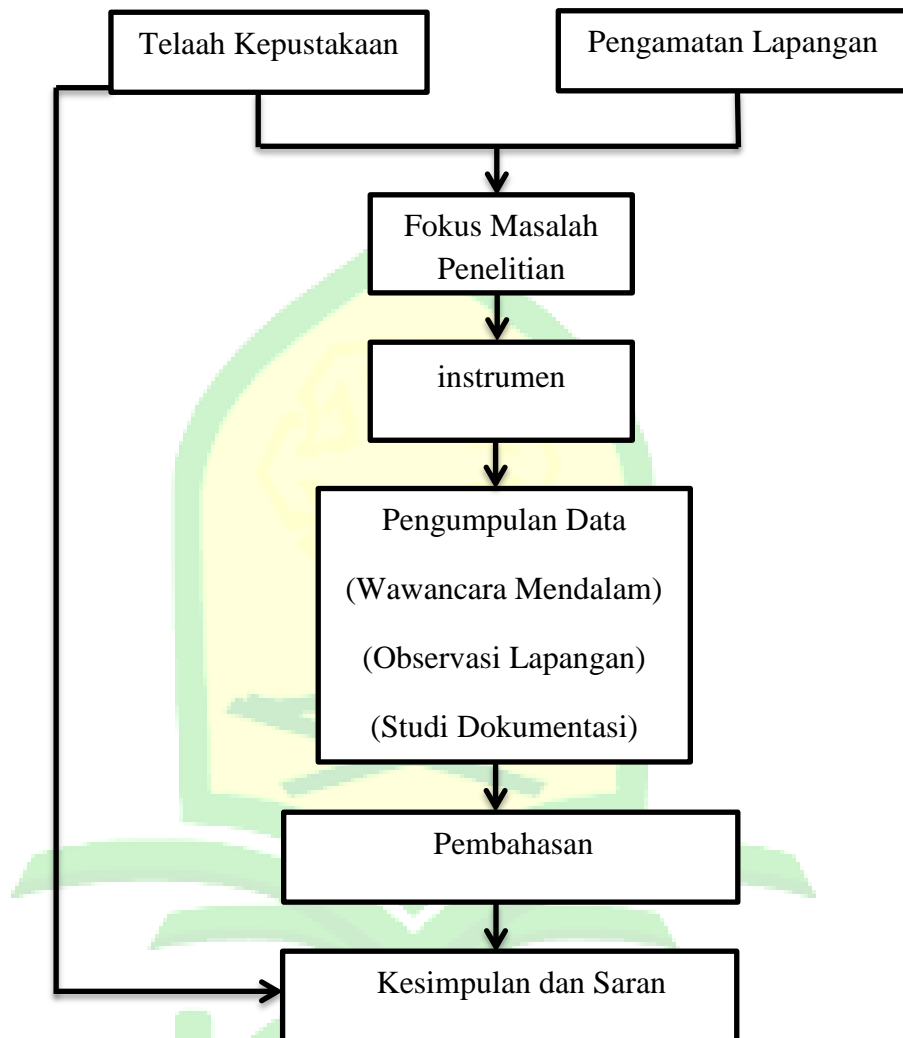 Telaah Kepustakaan
Pengamatan Lapangan
Fokus Masalah
Penelitian
instrumen
Pengumpulan Data
(Wawancara Mendalam)
(Observasi Lapangan)
(Studi Dokumentasi)
Pembahasan
Kesimpulan dan Saran